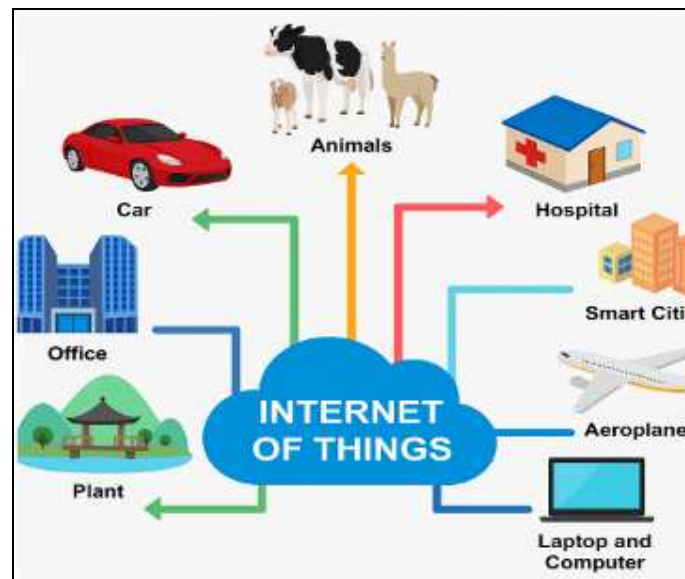 Animals
Car
Hospital
Smart Citi
Office
INTERNET
OF THINGS
Aeroplane
Plant
Laptop and
Computer